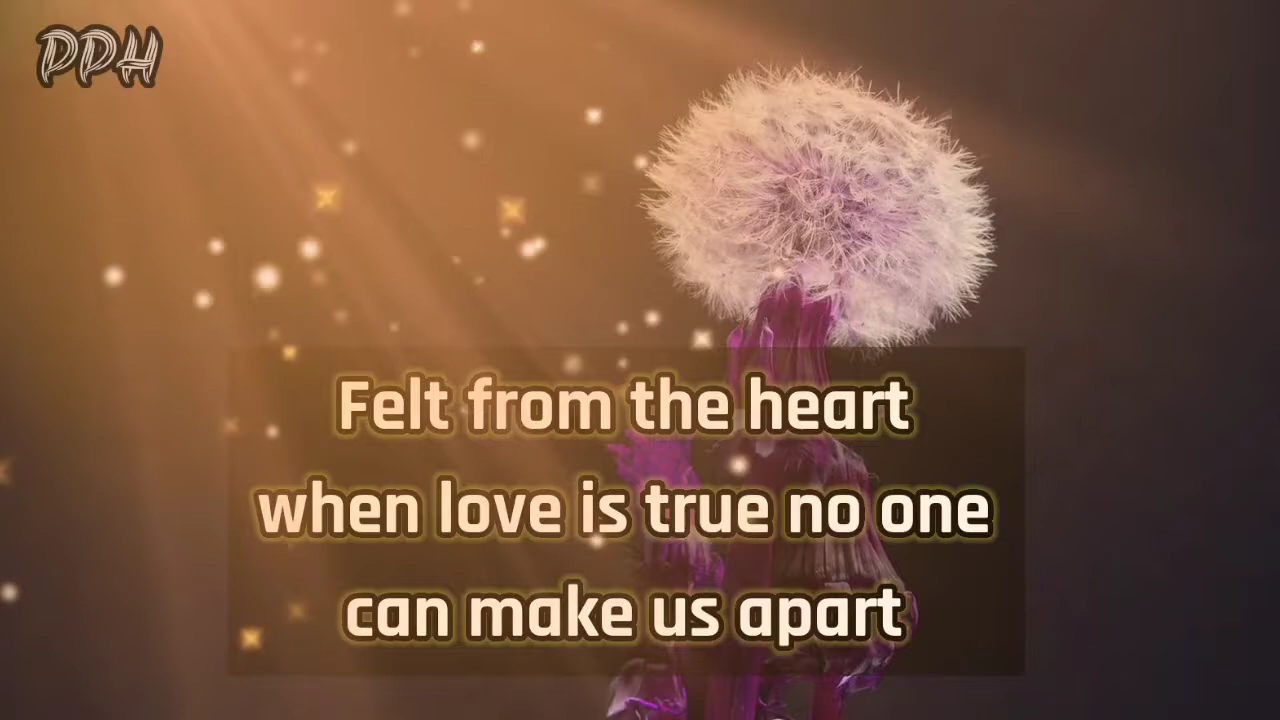 PPH
Felt from the heart
when love is true no one
can make us apart